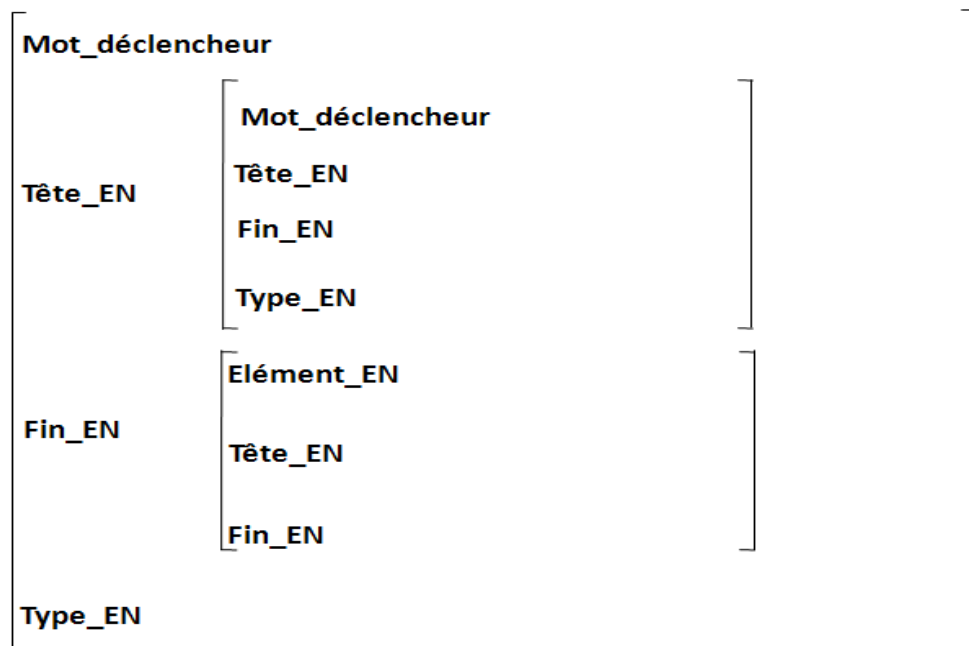 Mot_déclencheur
Mot_déclencheur
Tête_EN
Tête_EN
Fin_EN
Type_EN
Elément_EN
Fin_EN
Tête_EN
Fin_EN
Type_EN